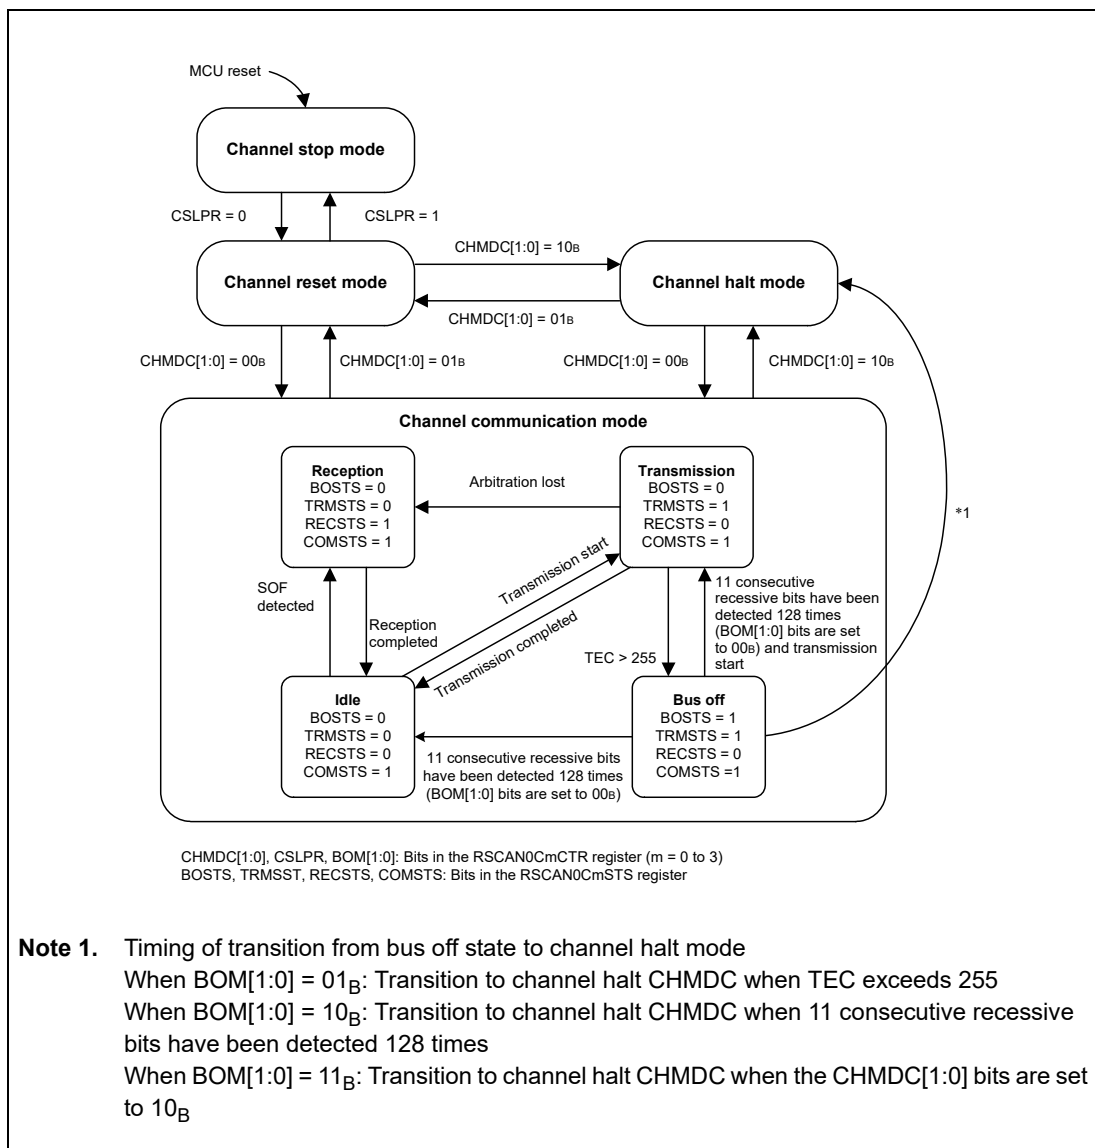 MCU reset
Channel stop mode
CSLPR = 0
CSLPR = 1
Channel reset mode
CHMDC[1:0] = 10B
Channel halt mode
CHMDC[1:0] = 01B
CHMDC[1:0] = 00B
CHMDC[1:0] = 01B
CHMDC[1:0] = 00B
CHMDC[1:0] = 10B
Channel communication mode
Reception
BOSTS = 0
TRMSTS = 0
RECSTS = 1
COMSTS = 1
Arbitration lost
Transmission
BOSTS = 0
TRMSTS = 1
RECSTS = 0
COMSTS = 1
*1
SOF
detected
Reception
completed
Transmission start
Transmission completed
TEC > 255
11 consecutive
recessive bits have been
detected 128 times
(BOM[1:0] bits are set
to 00B) and transmission
start
Idle
BOSTS = 0
TRMSTS = 0
RECSTS = 0
COMSTS = 1
11 consecutive recessive bits
have been detected 128 times
(BOM[1:0] bits are set to 00B)
Bus off
BOSTS = 1
TRMSTS = 1
RECSTS = 0
COMSTS =1
CHMDC[1:0], CSLPR, BOM[1:0]: Bits in the RSCAN0CmCTR register (m = 0 to 3)
BOSTS, TRMSST, RECSTS, COMSTS: Bits in the RSCAN0CmSTS register
Note 1. Timing of transition from bus off state to channel halt mode
When BOM[1:0] = 01B: Transition to channel halt CHMDC when TEC exceeds 255
When BOM[1:0] = 10B: Transition to channel halt CHMDC when 11 consecutive recessive
bits have been detected 128 times
When BOM[1:0] = 11B: Transition to channel halt CHMDC when the CHMDC[1:0] bits are set
to 10B